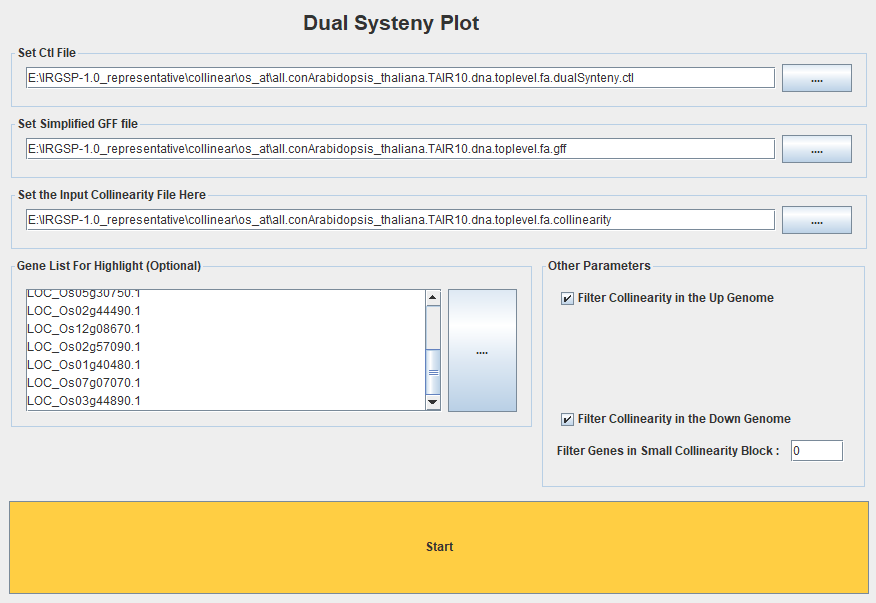 Dual Systeny Plot
Set Ctl File
E:\IRGSP-1.0_representative\collinear\os_at\all.conArabidopsis_thaliana.TAIR10.dna.toplevel.fa.dualSynteny.ctl
....
Set Simplified GFF file
E:\IRGSP-1.0_representative\collinear\os_at\all.conArabidopsis_thaliana.TAIR10.dna.toplevel.fa.gff
....
Set the Input Collinearity File Here
E:\IRGSP-1.0_representative\collinear\os_at\all.conArabidopsis_thaliana.TAIR10.dna.toplevel.fa.collinearity
....
Gene List For Highlight (Optional)
LOC_Os05g30750.1
LOC_Os02g44490.1
LOC_Os12g08670.1
LOC_Os02g57090.1
LOC_Os01g40480.1
LOC_Os07g07070.1
LOC_Os03g44890.1
....
Other Parameters
Filter Collinearity in the Up Genome
Filter Collinearity in the Down Genome
Filter Genes in Small Collinearity Block : 0
Start